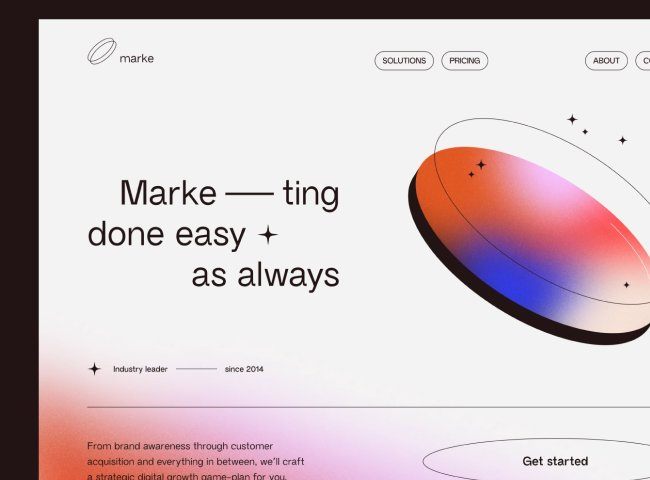 marke
SOLUTIONS
PRICING
ABOUT
Marke — ting
done easy
as always
Industry leader — since 2014
From brand awareness through customer
acquisition and everything in between, we'll craft
a strategic digital growth game-plan for you.
Get started